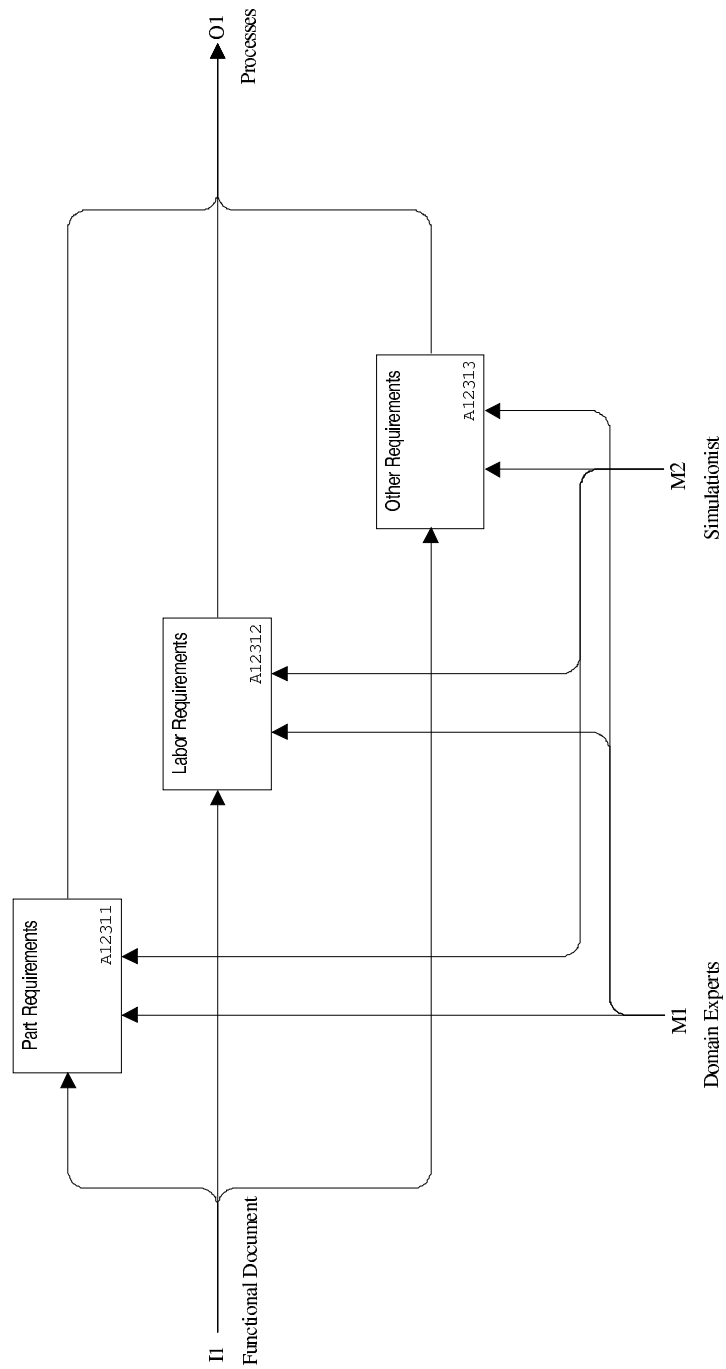 Part Requirements
A12311
Labor Requirements
A12312
Other Requirements
A12313
I1
Functional Document
O1
Processes
M1
Domain Experts
M2
Simulationist